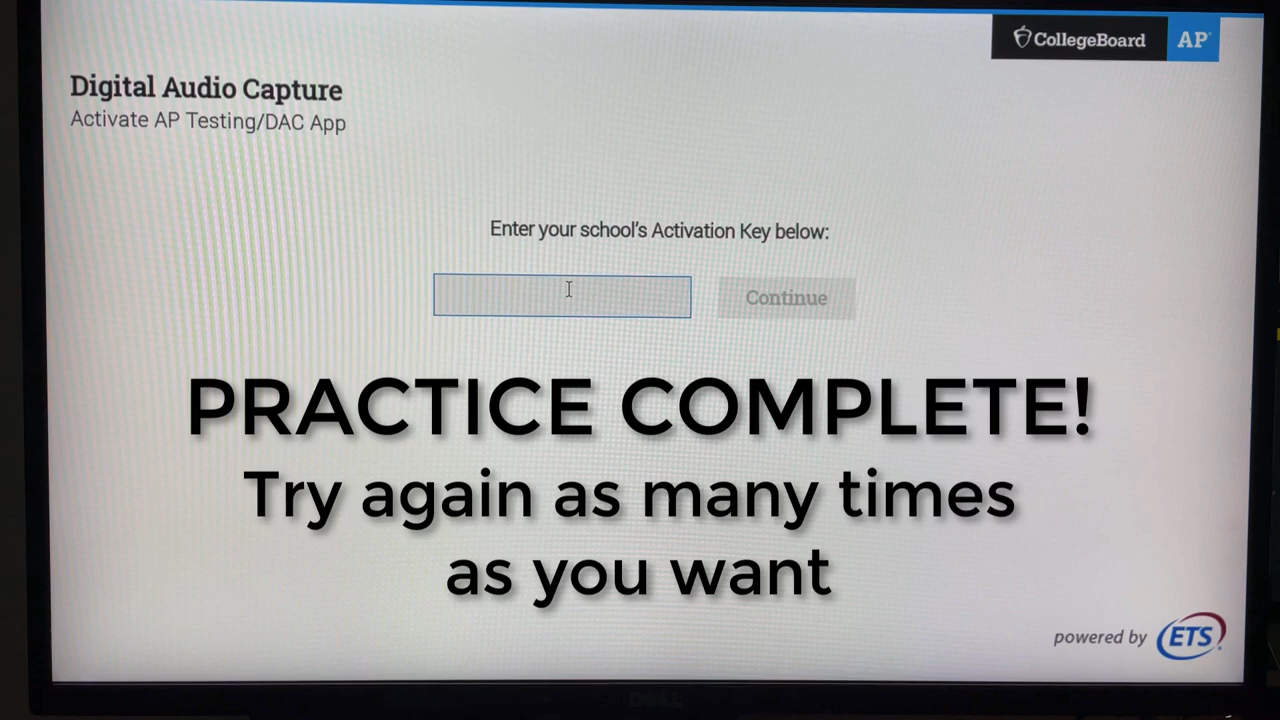 CollegeBoard AP
Digital Audio Capture
Activate AP Testing/DAC App
Enter your school's Activation Key below:
Continue
PRACTICE COMPLETE!
Try again as many times
as you want
powered by ETS
DELL